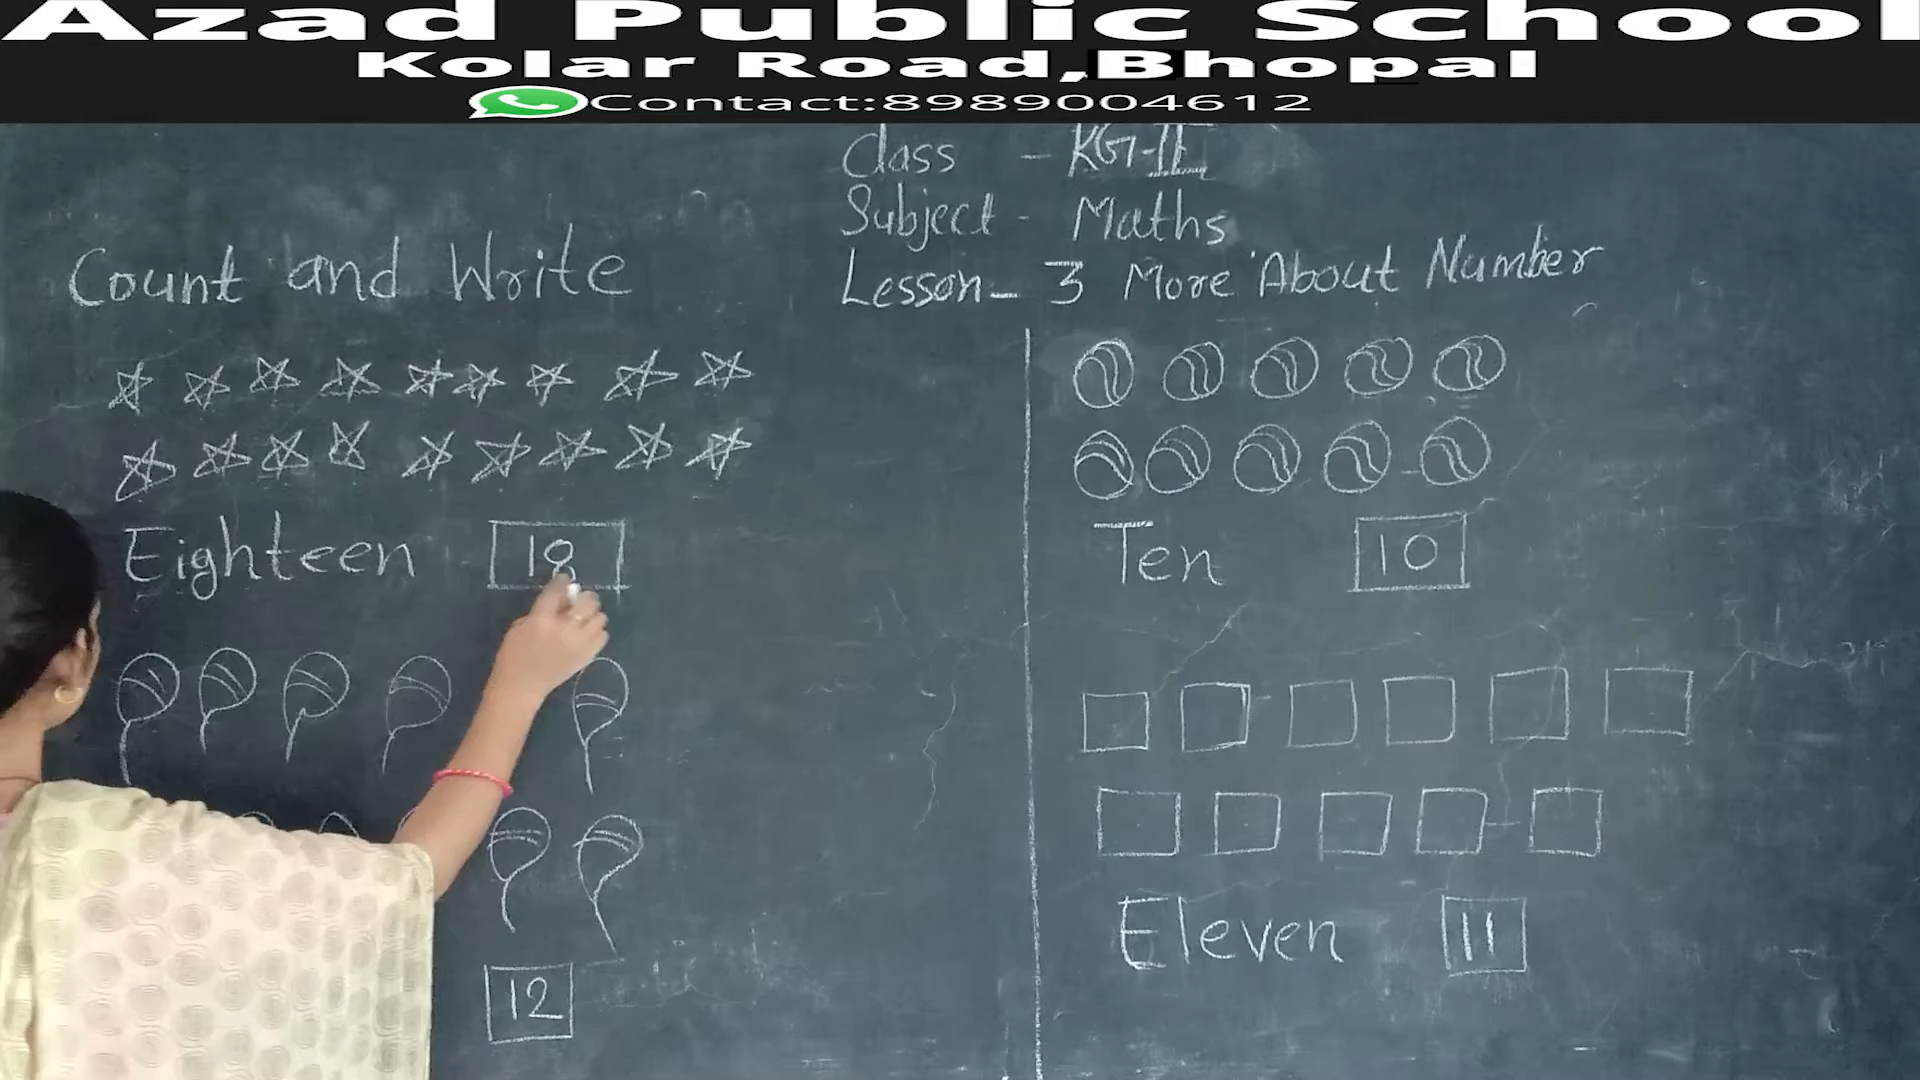 Azad Public School
Kolar Road,Bhopal
Contact:8989004612
Class - KG-II
Subject - Maths
Lesson - 3 More About Number
Count and Write
Eighteen 18
12
Ten 10
Eleven 11